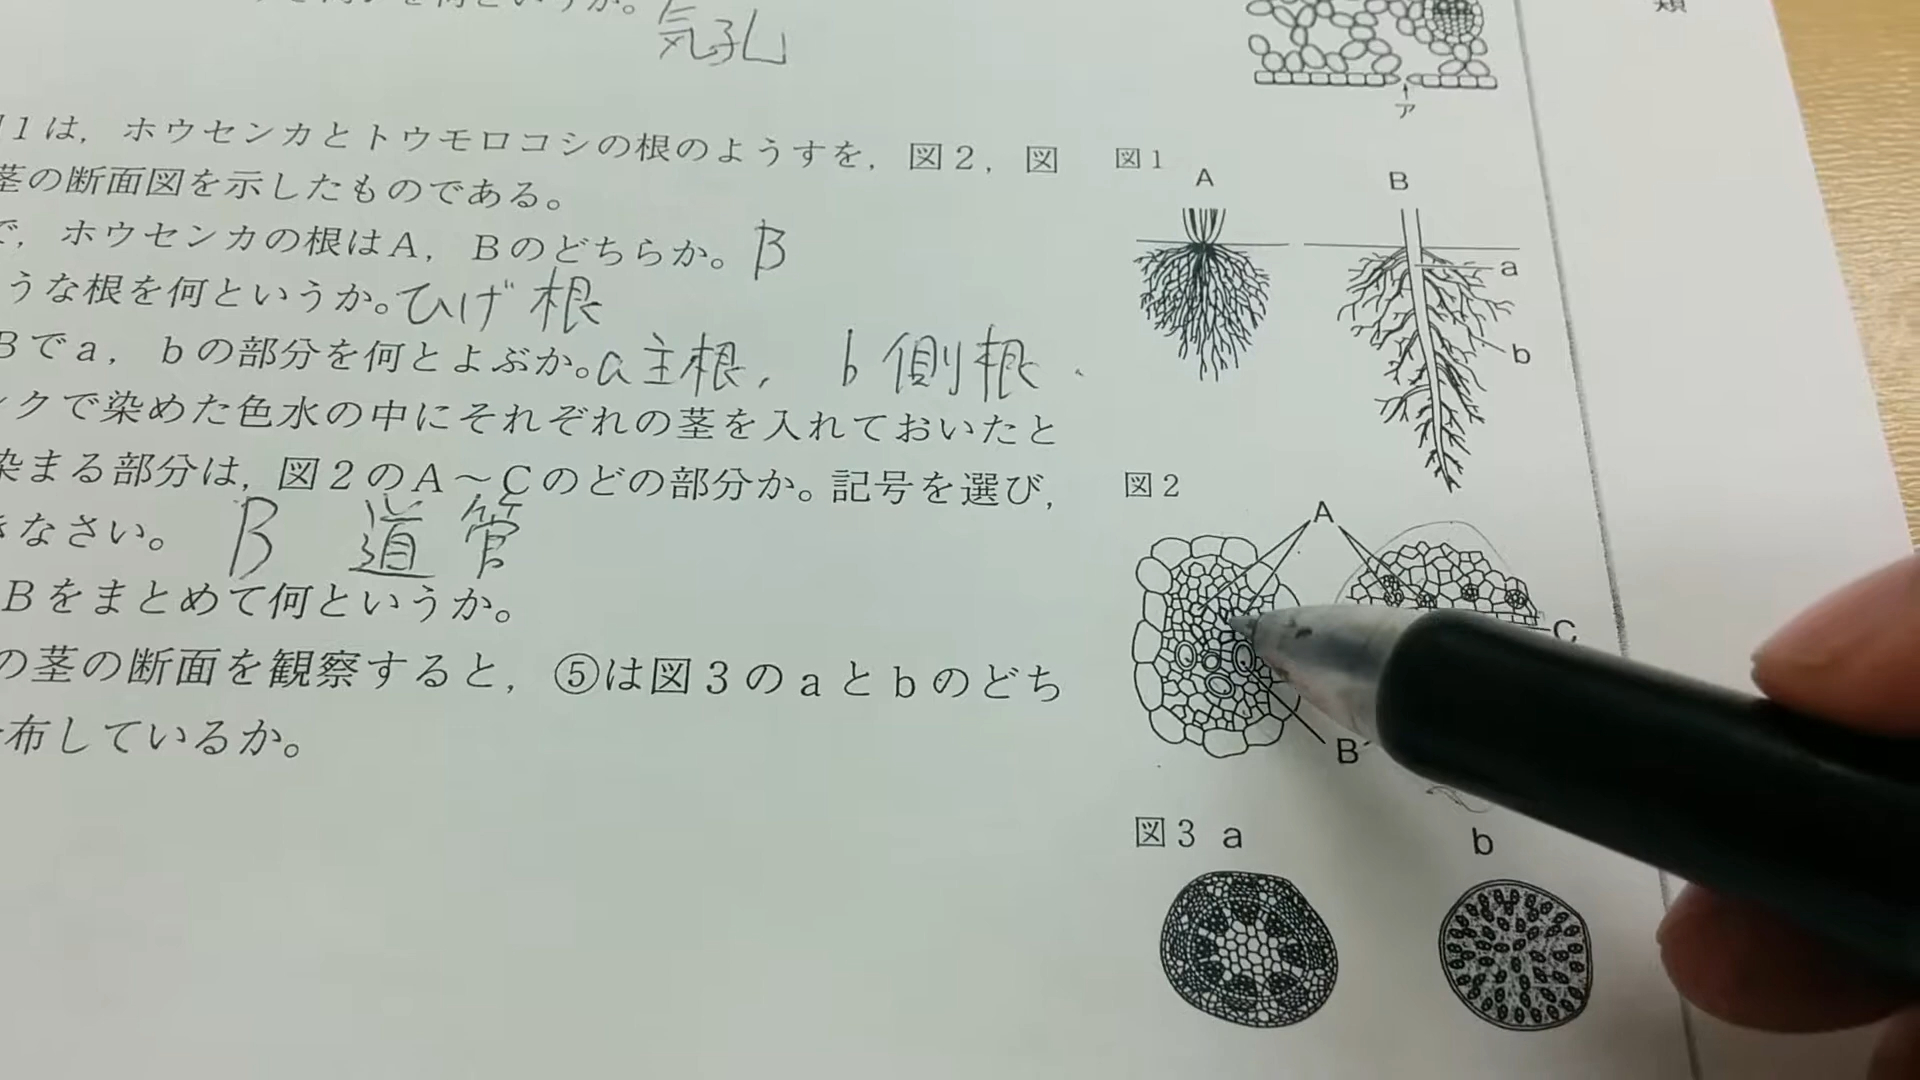 気孔
類
ア
1は，ホウセンカとトウモロコシの根のようすを，図2，図
茎の断面図を示したものである。
で，ホウセンカの根はA，Bのどちらか。B
うな根を何というか。ひげ根
Bでa，bの部分を何とよぶか。a主根，b側根．
ックで染めた色水の中にそれぞれの茎を入れておいたと
染まる部分は，図2のA～Cのどの部分か。記号を選び，
きなさい。 B 道管
Bをまとめて何というか。
の茎の断面を観察すると，⑤は図3のaとbのどち
布しているか。
図1
A
B
a
b
図2
A
C
B
図3 a
b